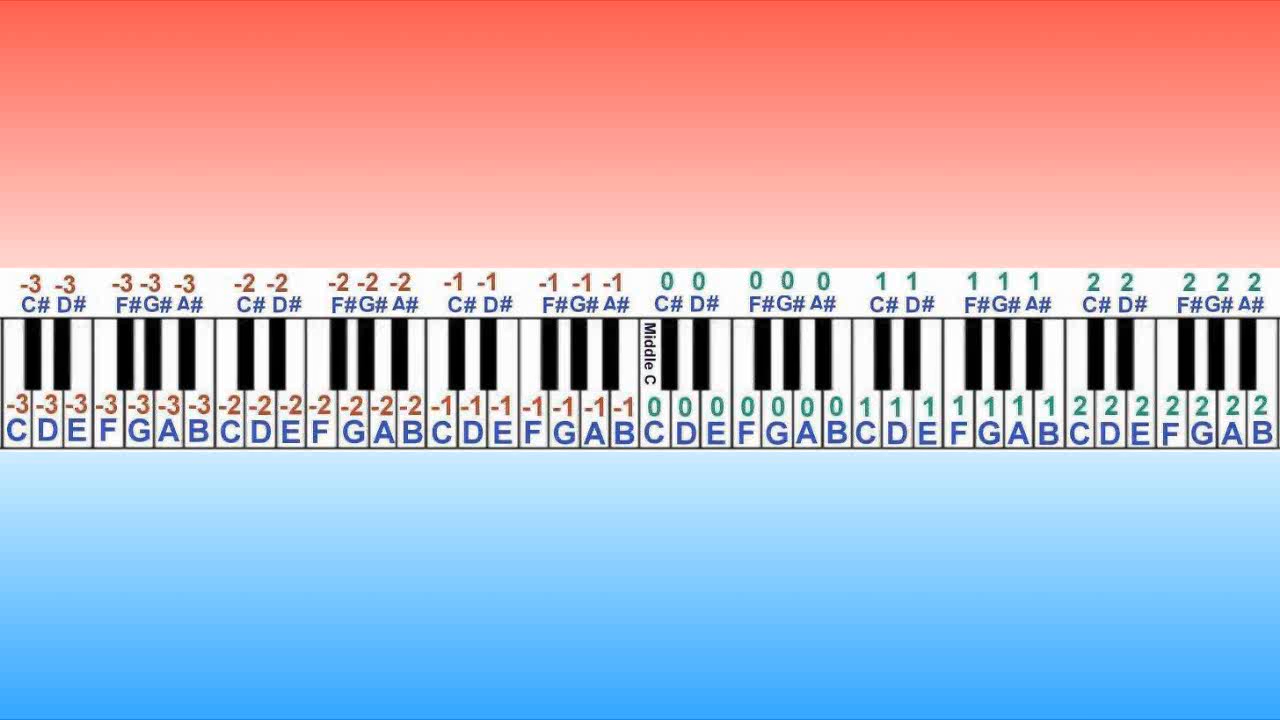 -3 -3 -3 -3 -3 -2 -2 -2 -2 -2 -1 -1 -1 -1 -1 0 0 0 0 0 1 1 1 1 1 2 2 2 2 2
C# D# F# G# A# C# D# F# G# A# C# D# F# G# A# C# D# F# G# A# C# D# F# G# A# C# D# F# G# A#
Middle C
-3 -3 -3 -3 -3 -3 -3 -2 -2 -2 -2 -2 -2 -2 -1 -1 -1 -1 -1 -1 -1 0 0 0 0 0 0 0 1 1 1 1 1 1 1 2 2 2 2 2 2 2
C D E F G A B C D E F G A B C D E F G A B C D E F G A B C D E F G A B C D E F G A B